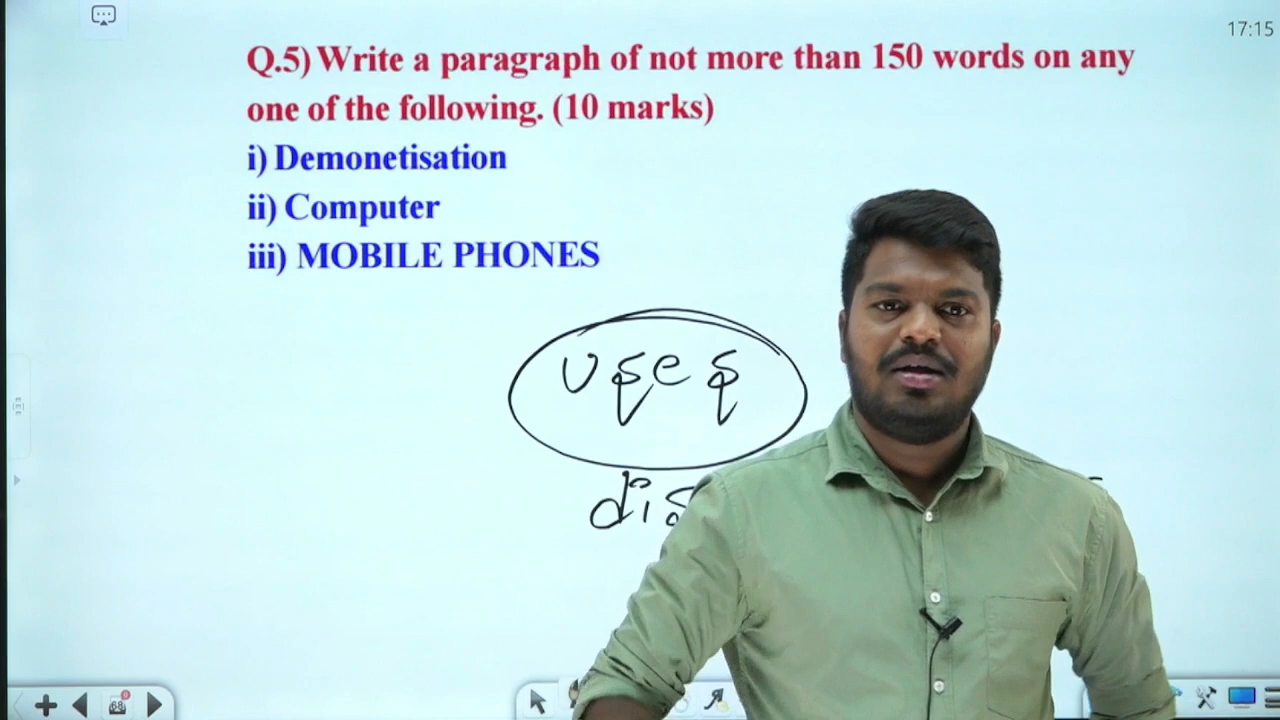 17:15
Q.5) Write a paragraph of not more than 150 words on any
one of the following. (10 marks)
i) Demonetisation
ii) Computer
iii) MOBILE PHONES
uses
68